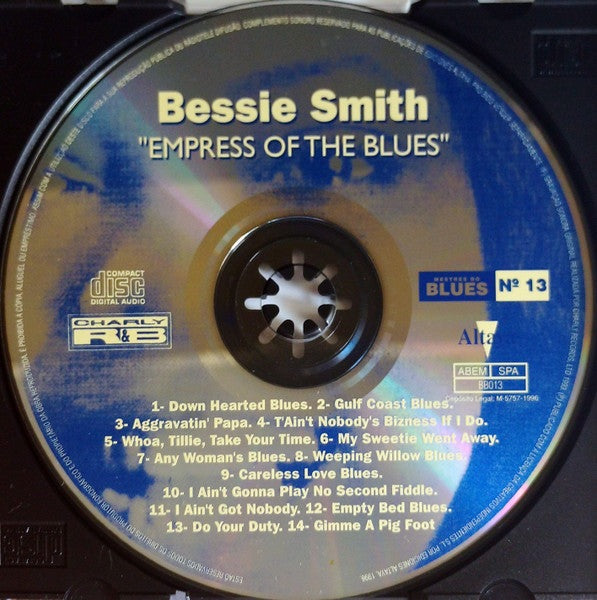 Bessie Smith
"EMPRESS OF THE BLUES"
COMPACT
disc
DIGITAL AUDIO
CHARLY
R&B
MESTRES DO
BLUES Nº 13
Altaya
ABEM SPA
BB013
Depósito Legal: M-5757-1996
1- Down Hearted Blues. 2- Gulf Coast Blues.
3- Aggravatin' Papa. 4- T'Ain't Nobody's Bizness If I Do.
5- Whoa, Tillie, Take Your Time. 6- My Sweetie Went Away.
7- Any Woman's Blues. 8- Weeping Willow Blues.
9- Careless Love Blues.
10- I Ain't Gonna Play No Second Fiddle.
11- I Ain't Got Nobody. 12- Empty Bed Blues.
13- Do Your Duty. 14- Gimme A Pig Foot